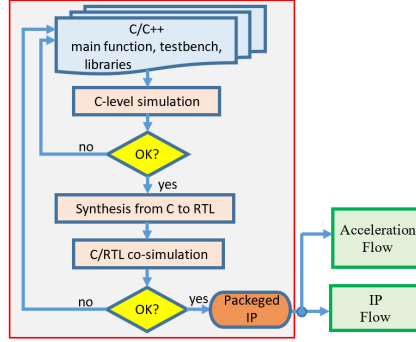 C/C++
main function, testbench,
libraries
C-level simulation
no
OK?
yes
Synthesis from C to RTL
C/RTL co-simulation
no
OK?
yes
Packeged
IP
Acceleration
Flow
IP
Flow